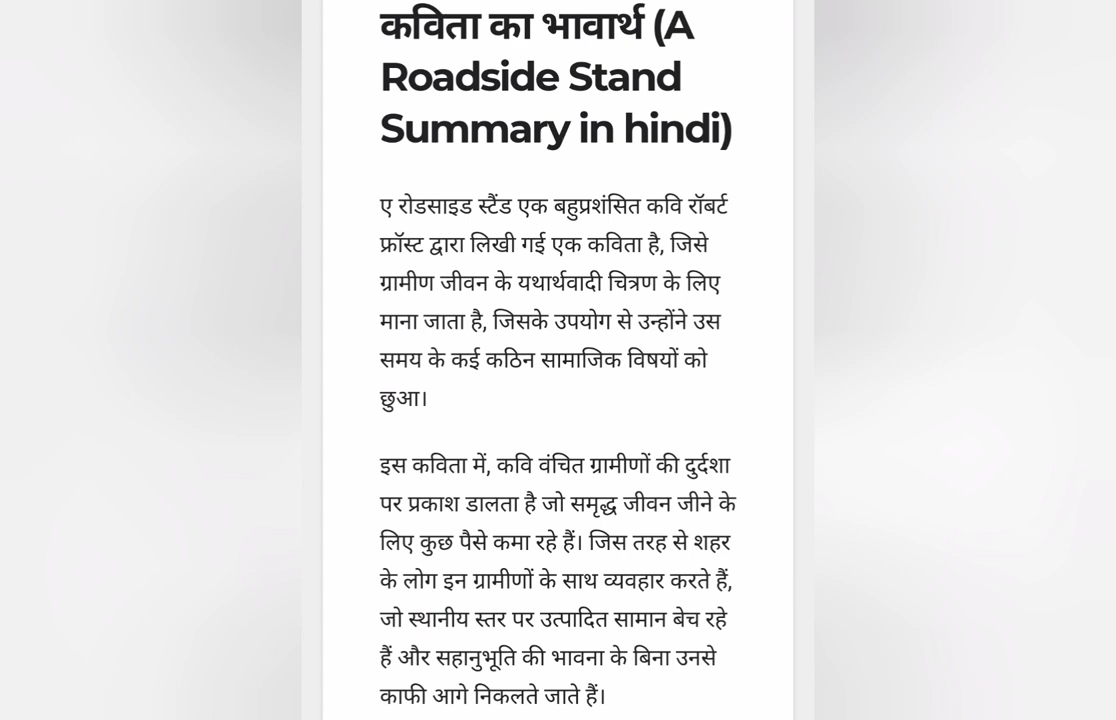 कविता का भावार्थ (A
Roadside Stand
Summary in hindi)
ए रोडसाइड स्टैंड एक बहुप्रशंसित कवि रॉबर्ट
फ्रॉस्ट द्वारा लिखी गई एक कविता है, जिसे
ग्रामीण जीवन के यथार्थवादी चित्रण के लिए
माना जाता है, जिसके उपयोग से उन्होंने उस
समय के कई कठिन सामाजिक विषयों को
छुआ।
इस कविता में, कवि वंचित ग्रामीणों की दुर्दशा
पर प्रकाश डालता है जो समृद्ध जीवन जीने के
लिए कुछ पैसे कमा रहे हैं। जिस तरह से शहर
के लोग इन ग्रामीणों के साथ व्यवहार करते हैं,
जो स्थानीय स्तर पर उत्पादित सामान बेच रहे
हैं और सहानुभूति की भावना के बिना उनसे
काफी आगे निकलते जाते हैं।